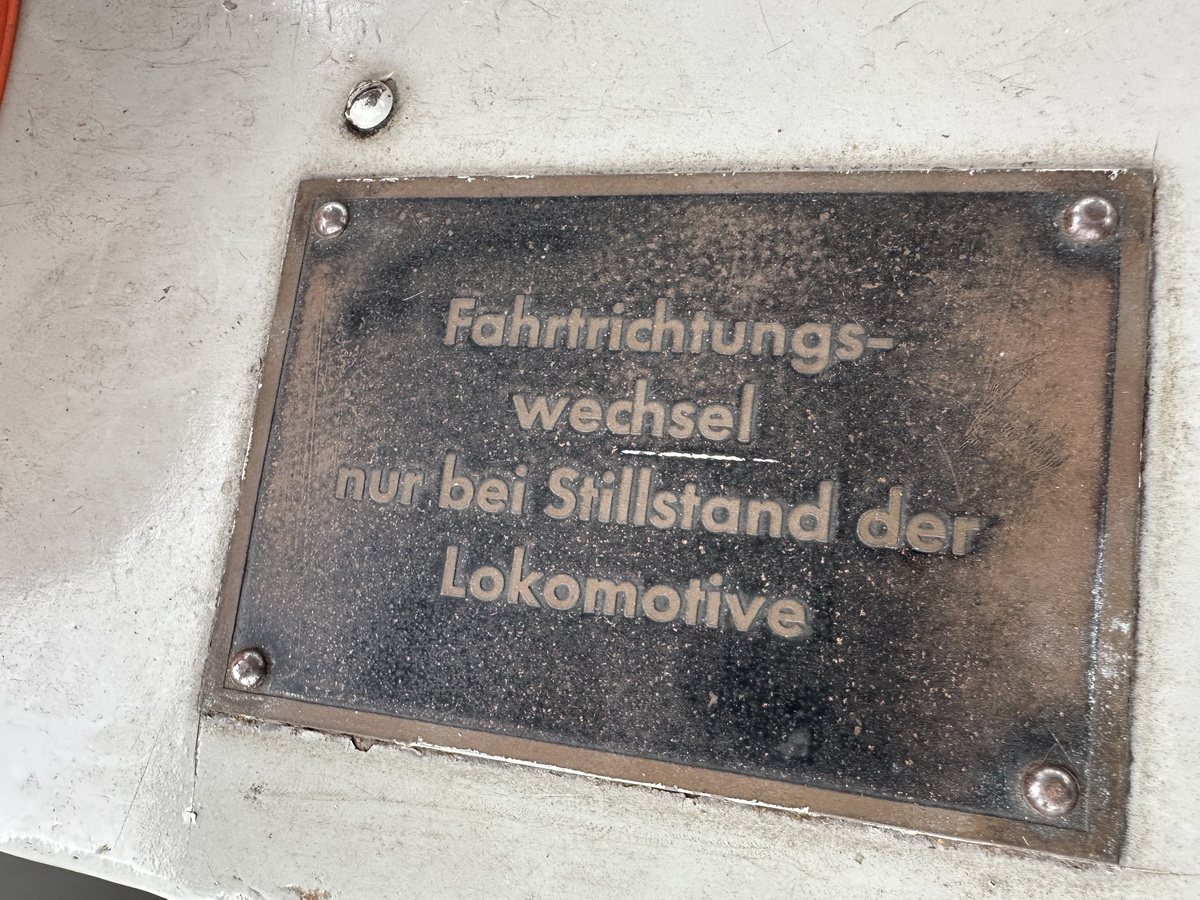 Fahrtrichtungs-
wechsel
nur bei Stillstand der
Lokomotive